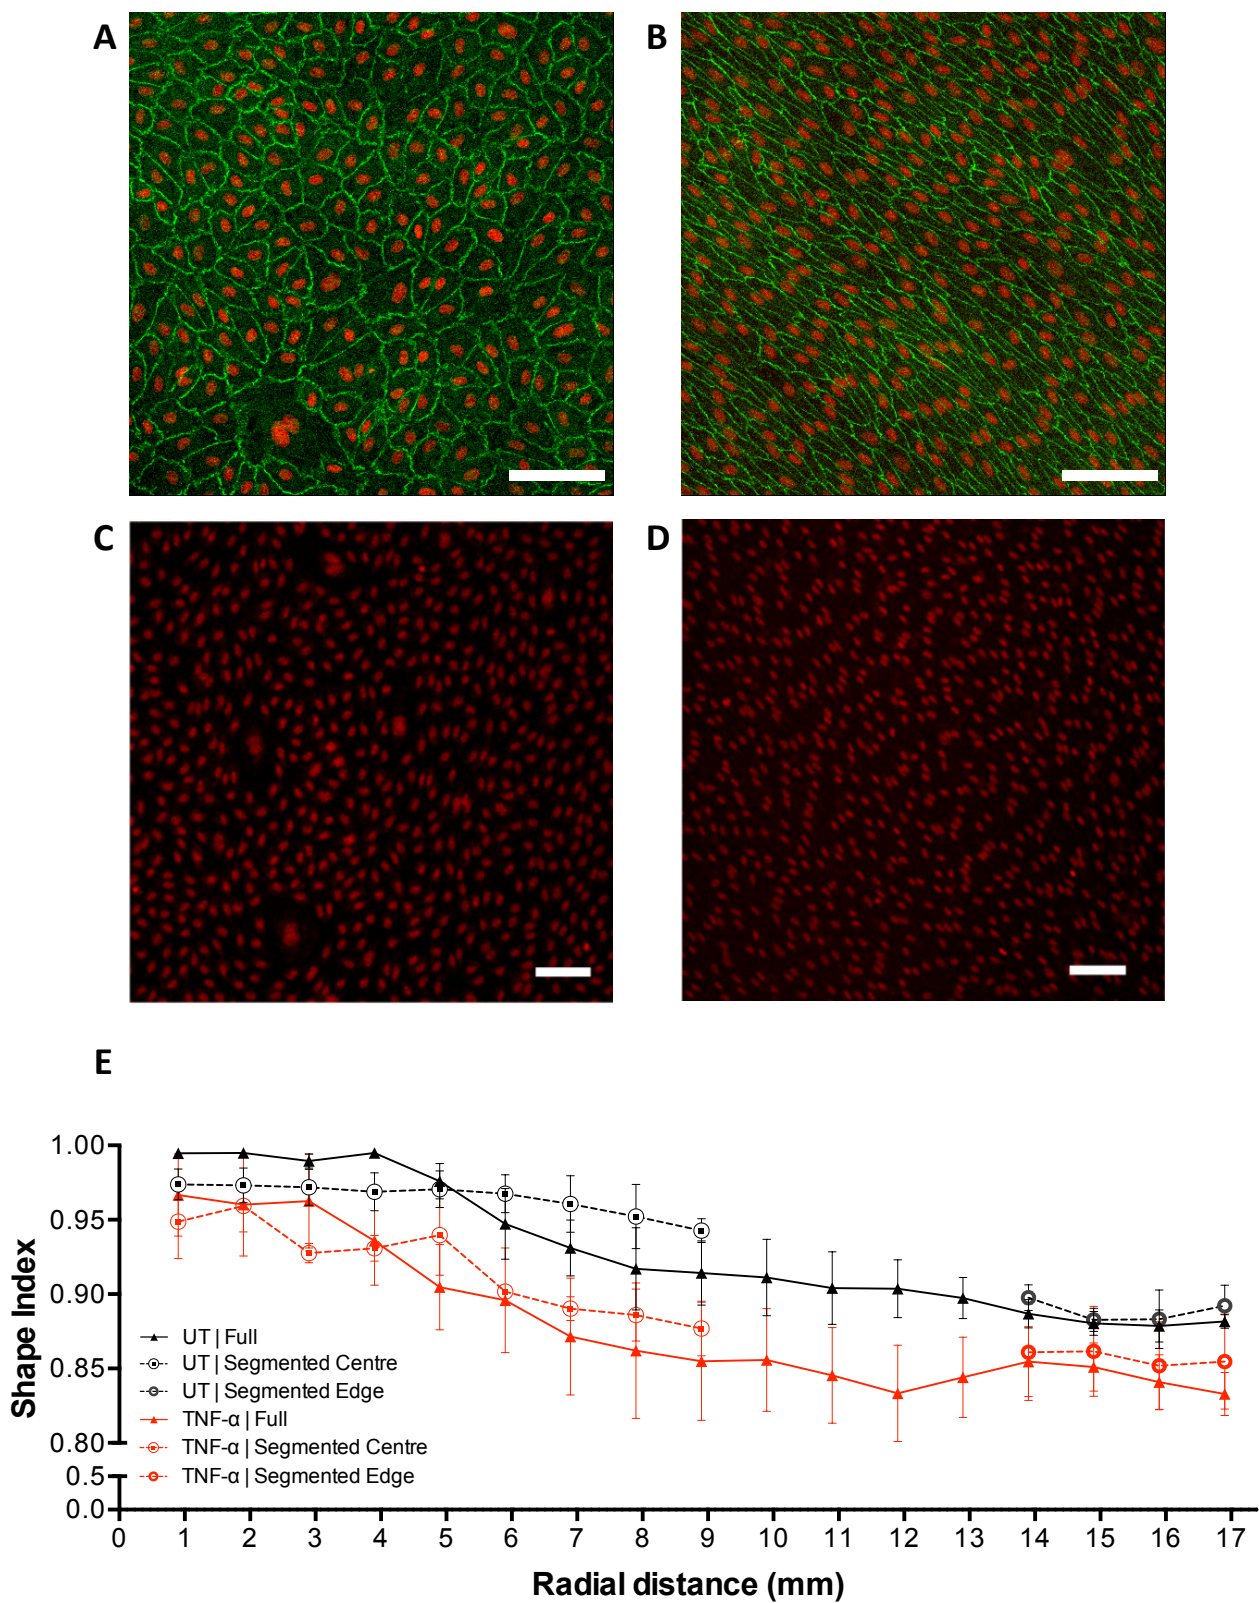 A
B
C
D
E
1.00
0.95
0.90
0.85
0.80
0.5
0.0
Shape Index
UT | Full
UT | Segmented Centre
UT | Segmented Edge
TNF-α | Full
TNF-α | Segmented Centre
TNF-α | Segmented Edge
0 1 2 3 4 5 6 7 8 9 10 11 12 13 14 15 16 17
Radial distance (mm)